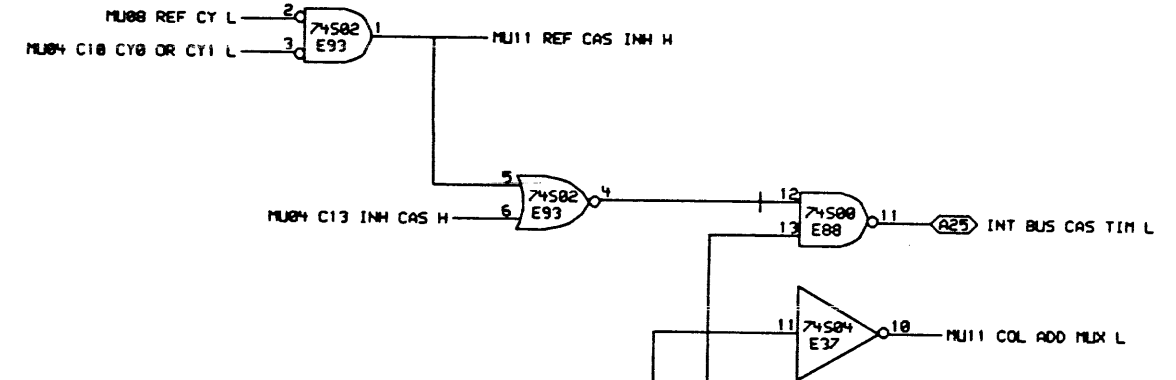 MU08 REF CY L
2
74S02
E93
1
3
MU04 C10 CY0 OR CY1 L
MU11 REF CAS INH H
5
74S02
E93
4
6
MU04 C13 INH CAS H
12
74S00
E88
11
13
A25
INT BUS CAS TIM L
11
74S04
E37
10
MU11 COL ADD MUX L